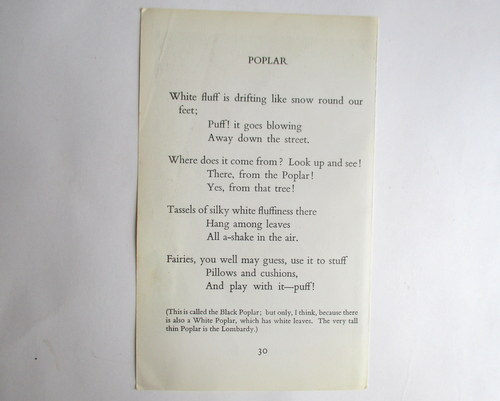 POPLAR
White fluff is drifting like snow round our
feet;
Puff! it goes blowing
Away down the street.
Where does it come from? Look up and see!
There, from the Poplar!
Yes, from that tree!
Tassels of silky white fluffiness there
Hang among leaves
All a-shake in the air.
Fairies, you well may guess, use it to stuff
Pillows and cushions,
And play with it—puff!
(This is called the Black Poplar; but only, I think, because there
is also a White Poplar, which has white leaves. The very tall
thin Poplar is the Lombardy.)
30